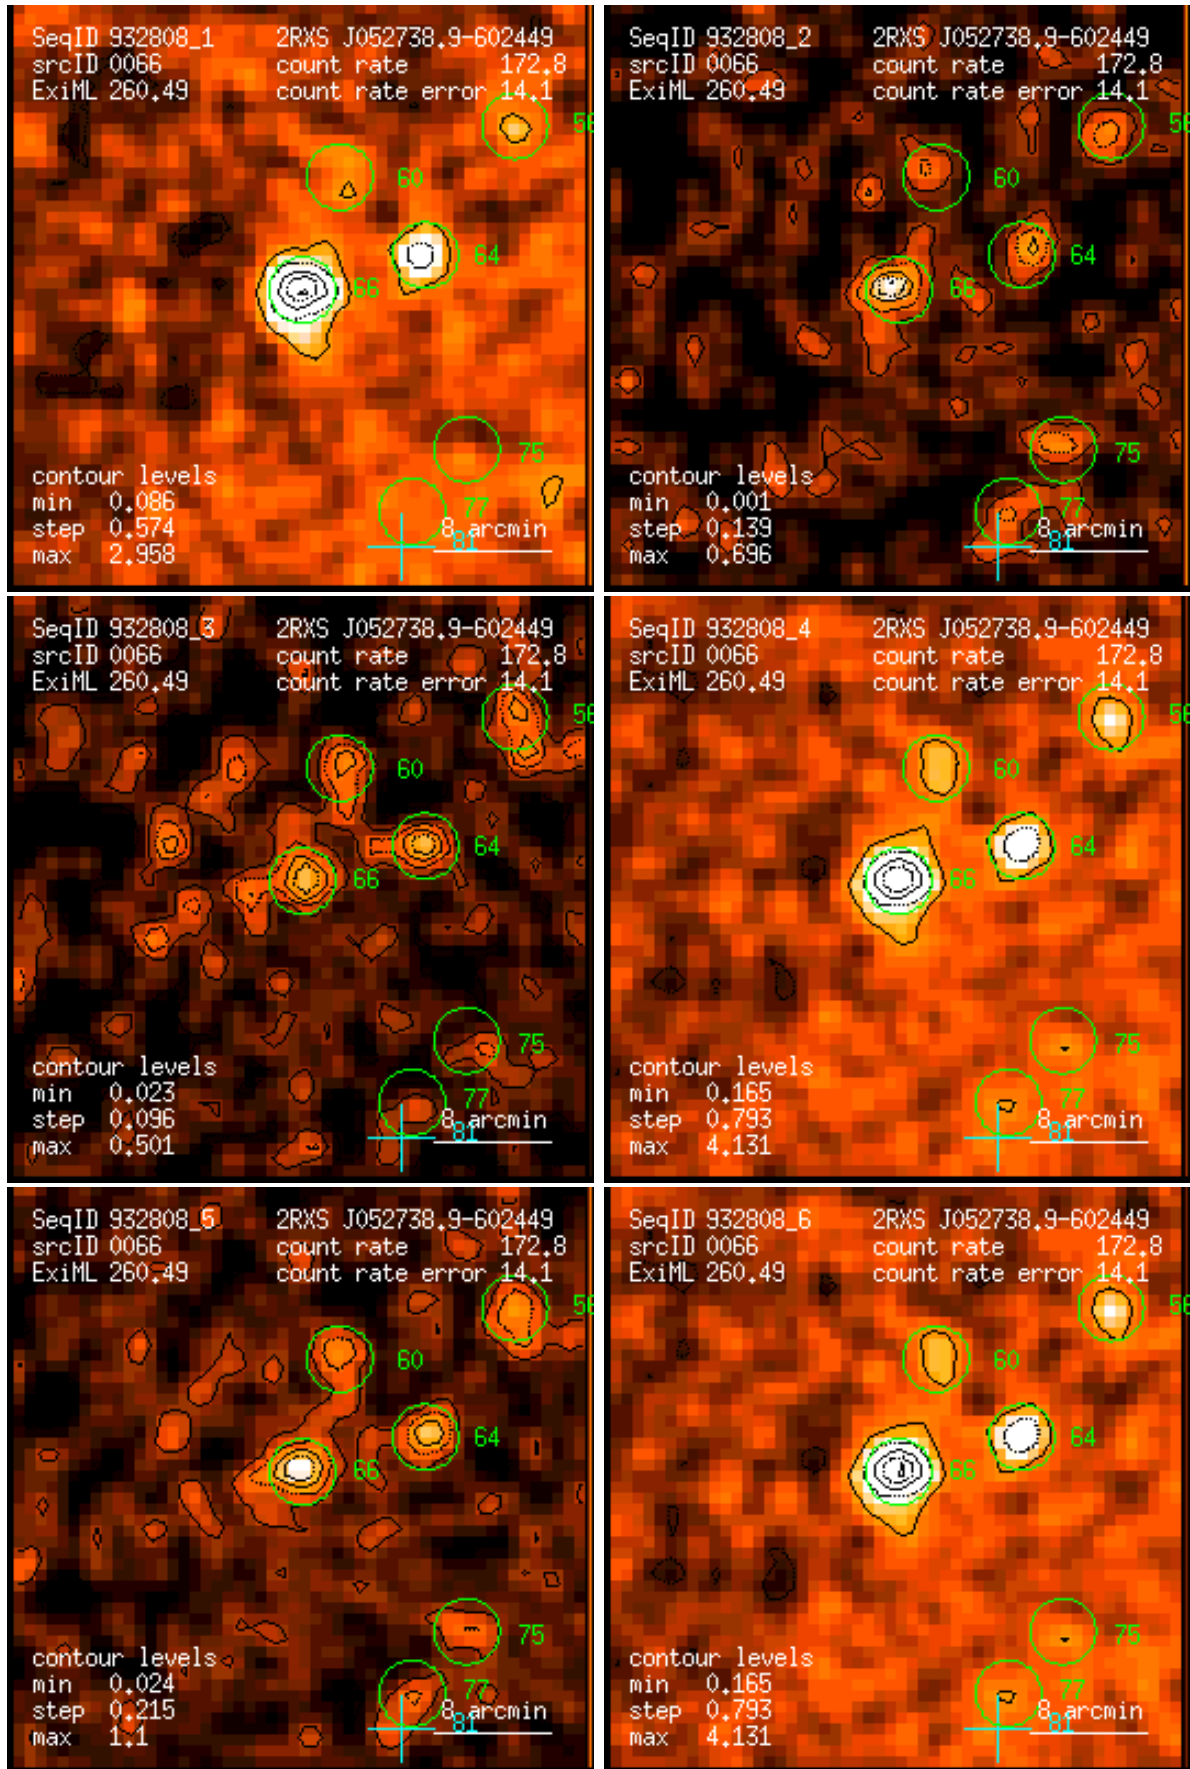 SeqID 932808_1 2RXS J052738.9-602449
srcID 0066 count rate 172.8
ExiML 260.49 count rate error 14.1
56
60
64
66
75
contour levels
min 0.086
77
step 0.574 8 arcmin
81
max 2.958
SeqID 932808_2 2RXS J052738.9-602449
srcID 0066 count rate 172.8
ExiML 260.49 count rate error 14.1
56
60
64
66
75
contour levels
min 0.001
77
step 0.139 8 arcmin
81
max 0.696
SeqID 932808_3 2RXS J052738.9-602449
srcID 0066 count rate 172.8
ExiML 260.49 count rate error 14.1
56
60
64
66
75
contour levels
min 0.023
77
step 0.096 8 arcmin
81
max 0.501
SeqID 932808_4 2RXS J052738.9-602449
srcID 0066 count rate 172.8
ExiML 260.49 count rate error 14.1
56
60
64
66
75
contour levels
min 0.165
77
step 0.793 8 arcmin
81
max 4.131
SeqID 932808_5 2RXS J052738.9-602449
srcID 0066 count rate 172.8
ExiML 260.49 count rate error 14.1
56
60
64
66
75
contour levels
min 0.024
77
step 0.215 8 arcmin
81
max 1.1
SeqID 932808_6 2RXS J052738.9-602449
srcID 0066 count rate 172.8
ExiML 260.49 count rate error 14.1
56
60
64
66
75
contour levels
min 0.165
77
step 0.793 8 arcmin
81
max 4.131